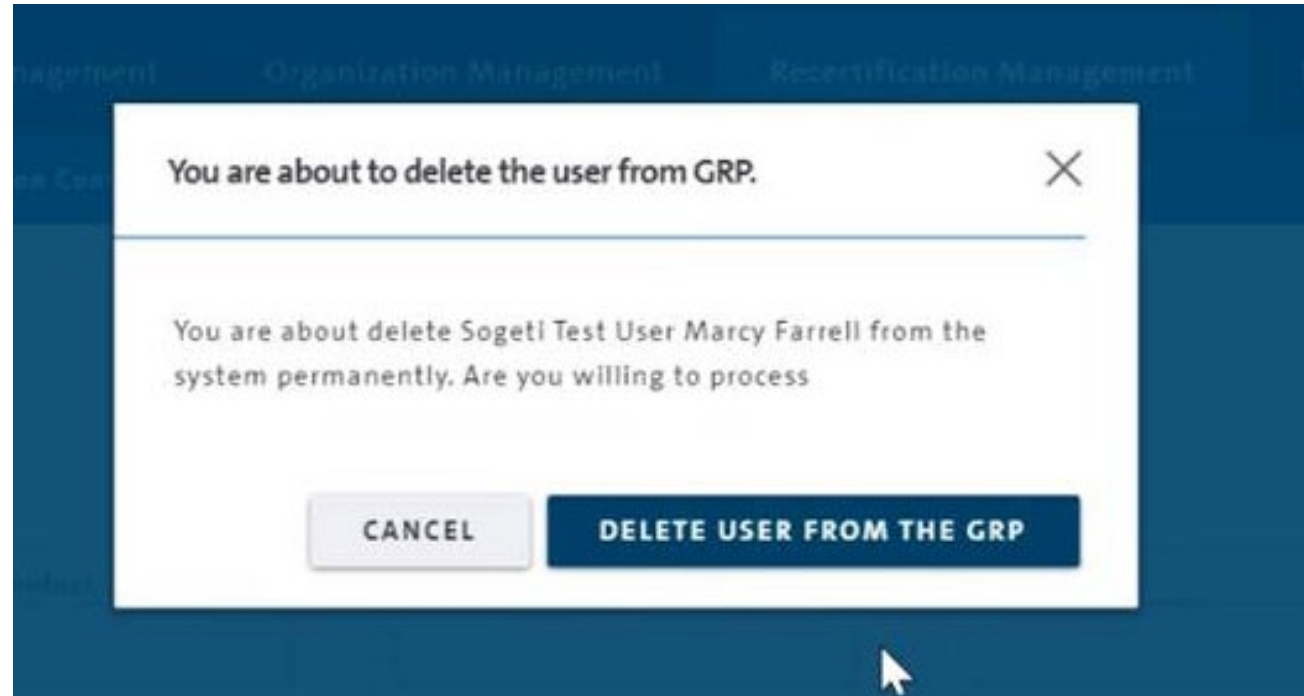 Organization Management
Recertification Management
You are about to delete the user from GRP.
You are about delete Sogeti Test User Marcy Farrell from the
system permanently. Are you willing to process
CANCEL
DELETE USER FROM THE GRP